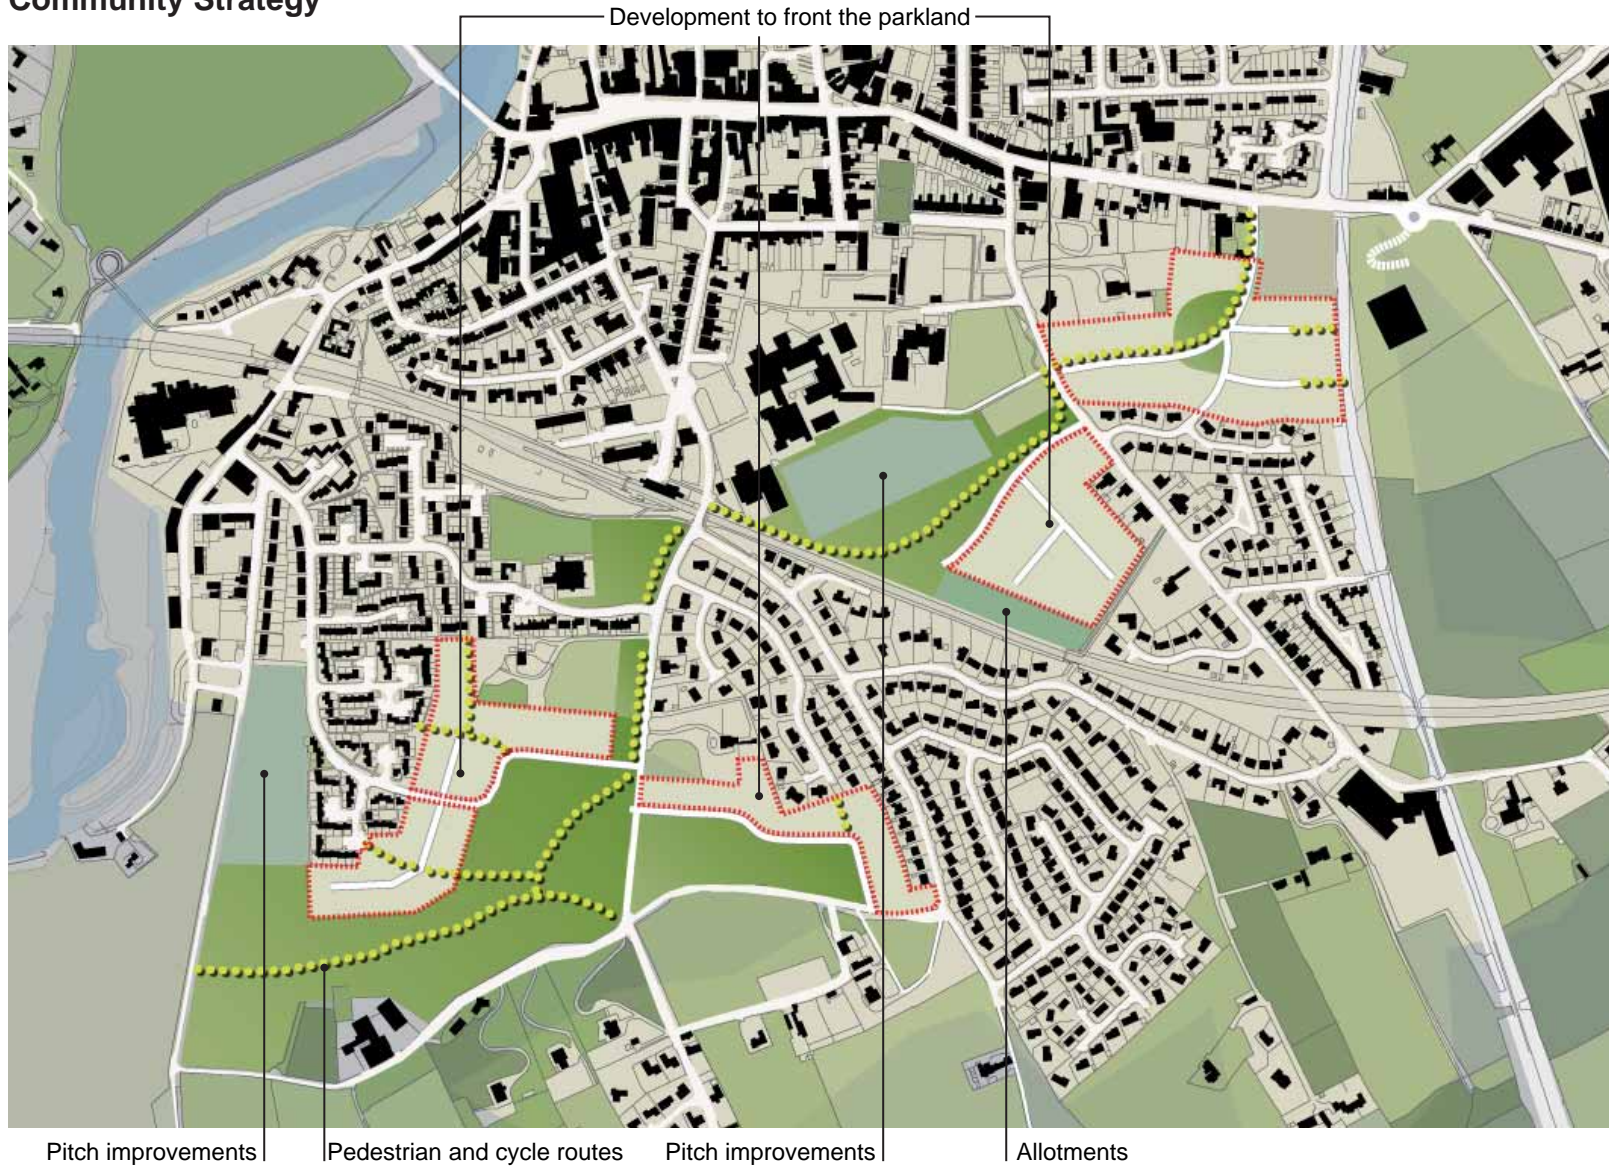 Community Strategy
Development to front the parkland
Pitch improvements
Pedestrian and cycle routes
Pitch improvements
Allotments